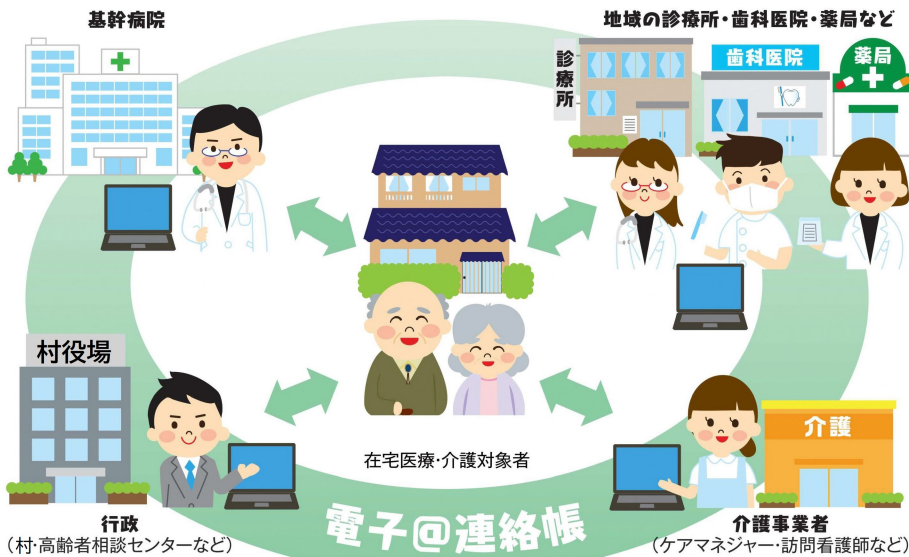 基幹病院
地域の診療所・歯科医院・薬局など
診療所
歯科医院
薬局
村役場
介護
在宅医療・介護対象者
行政
（村・高齢者相談センターなど）
電子@連絡帳
介護事業者
（ケアマネジャー・訪問看護師など）